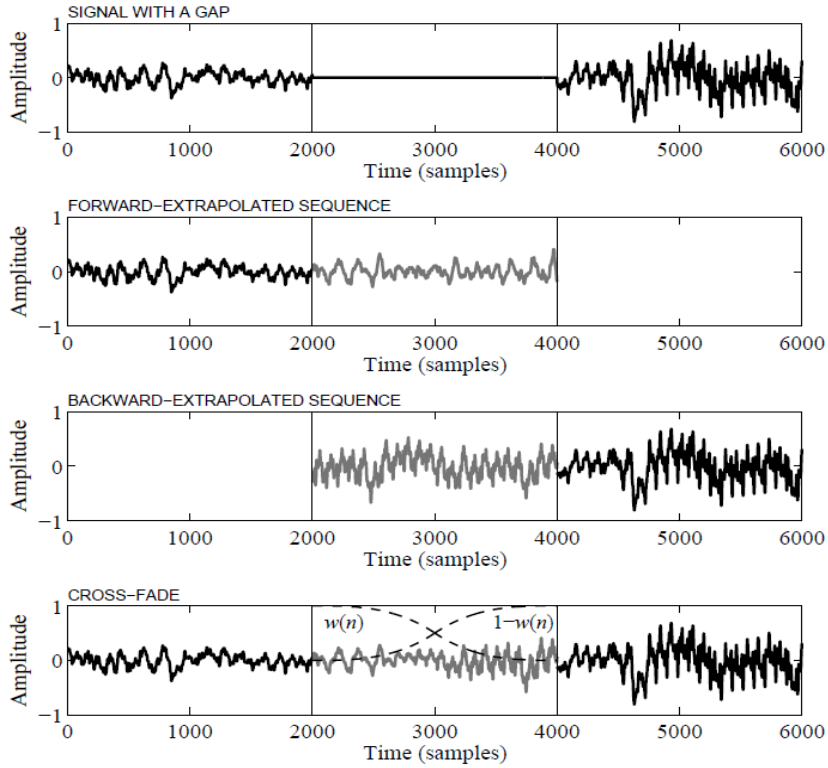 SIGNAL WITH A GAP
1
0
−1
Amplitude
0 1000 2000 3000 4000 5000 6000
Time (samples)
FORWARD−EXTRAPOLATED SEQUENCE
1
0
−1
Amplitude
0 1000 2000 3000 4000 5000 6000
Time (samples)
BACKWARD−EXTRAPOLATED SEQUENCE
1
0
−1
Amplitude
0 1000 2000 3000 4000 5000 6000
Time (samples)
CROSS−FADE
1
w(n) 1−w(n)
0
−1
Amplitude
0 1000 2000 3000 4000 5000 6000
Time (samples)